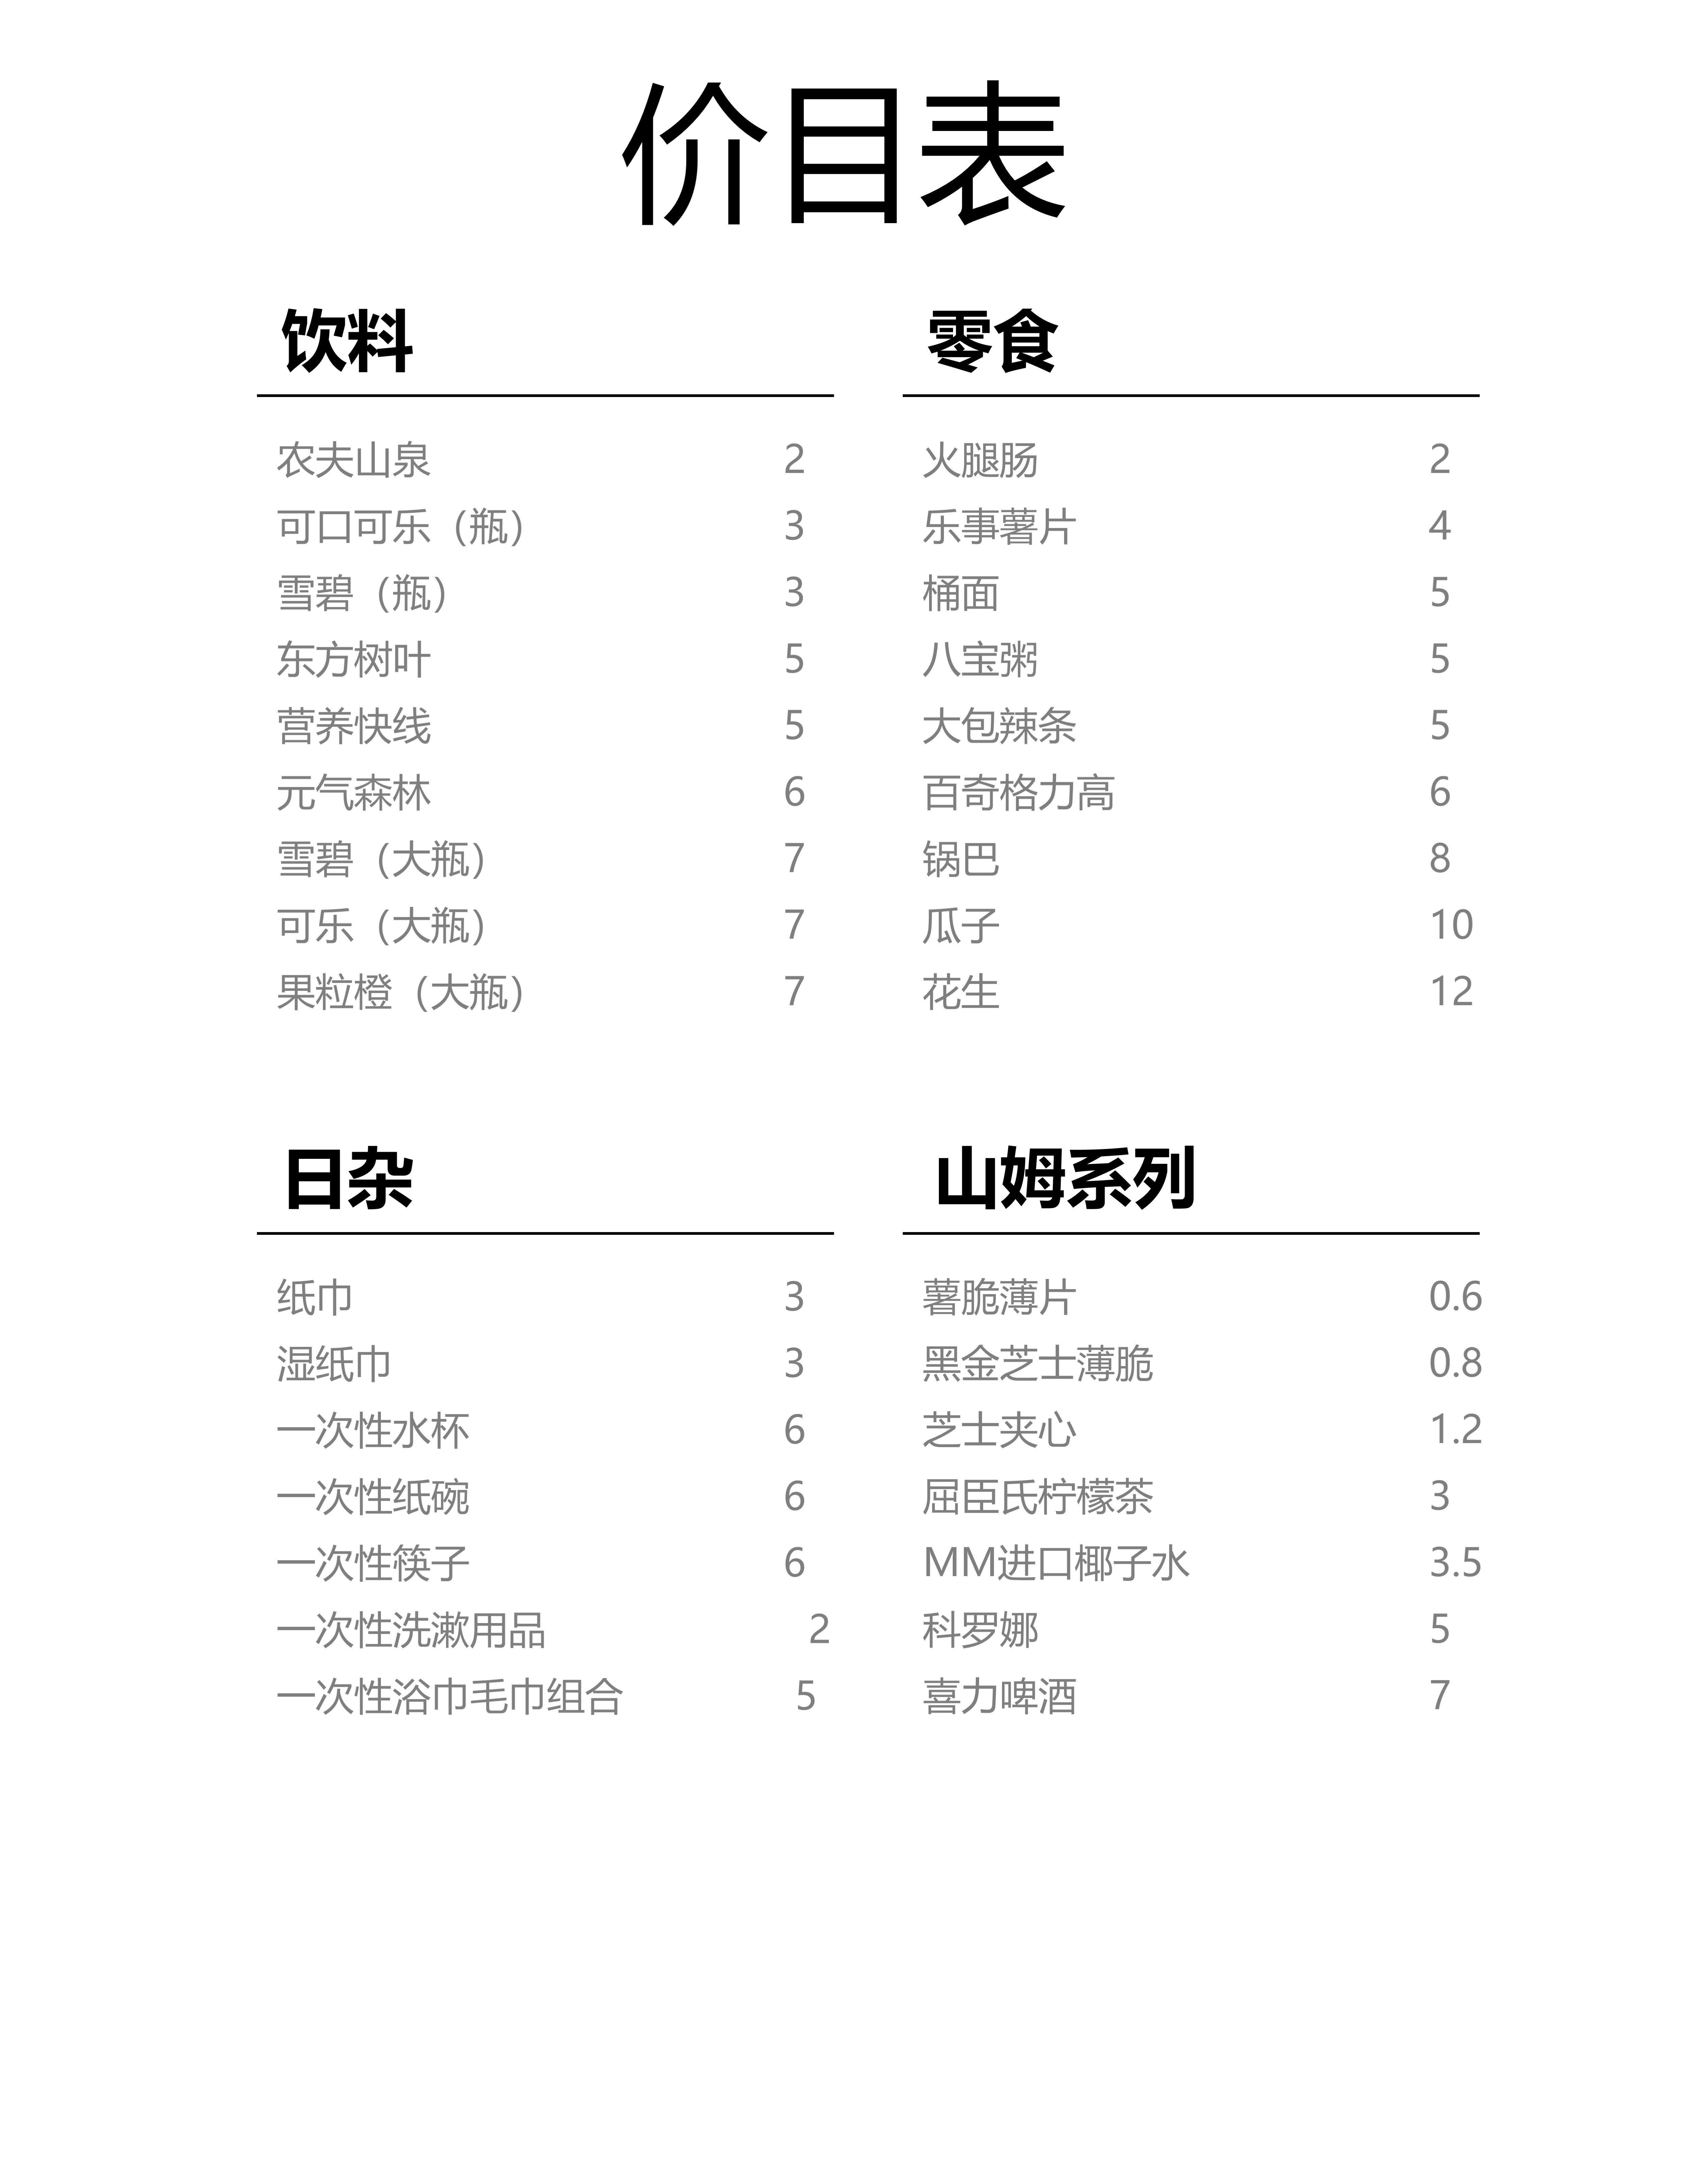 价目表
饮料
农夫山泉 2
可口可乐（瓶） 3
雪碧（瓶） 3
东方树叶 5
营养快线 5
元气森林 6
雪碧（大瓶） 7
可乐（大瓶） 7
果粒橙（大瓶） 7
零食
火腿肠 2
乐事薯片 4
桶面 5
八宝粥 5
大包辣条 5
百奇格力高 6
锅巴 8
瓜子 10
花生 12
日杂
纸巾 3
湿纸巾 3
一次性水杯 6
一次性纸碗 6
一次性筷子 6
一次性洗漱用品 2
一次性浴巾毛巾组合 5
山姆系列
薯脆薄片 0.6
黑金芝士薄脆 0.8
芝士夹心 1.2
屈臣氏柠檬茶 3
MM进口椰子水 3.5
科罗娜 5
喜力啤酒 7